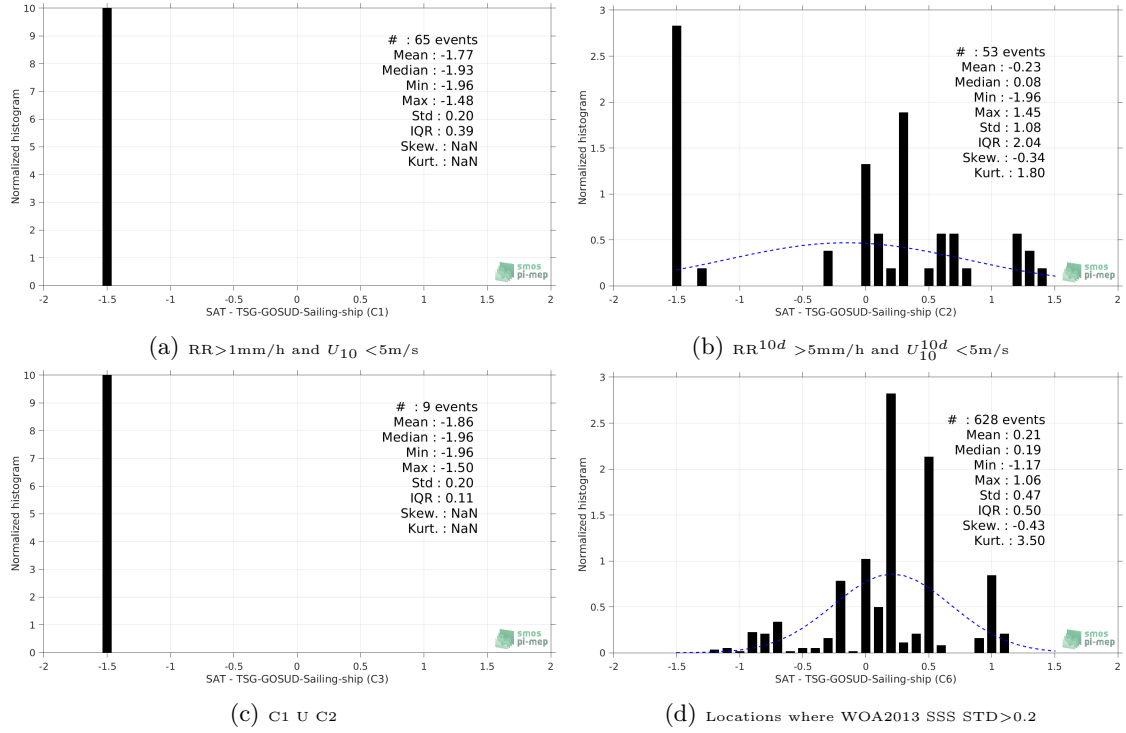 10
9
8
7
6
5
4
3
2
1
0
Normalized histogram
# : 65 events
Mean : -1.77
Median : -1.93
Min : -1.96
Max : -1.48
Std : 0.20
IQR : 0.39
Skew. : NaN
Kurt. : NaN
smos
pi-mep
-2 -1.5 -1 -0.5 0 0.5 1 1.5 2
SAT - TSG-GOSUD-Sailing-ship (C1)
(a) RR>1mm/h and U10 <5m/s
3
2.5
2
1.5
1
0.5
0
Normalized histogram
# : 53 events
Mean : -0.23
Median : 0.08
Min : -1.96
Max : 1.45
Std : 1.08
IQR : 2.04
Skew. : -0.34
Kurt. : 1.80
smos
pi-mep
-2 -1.5 -1 -0.5 0 0.5 1 1.5 2
SAT - TSG-GOSUD-Sailing-ship (C2)
(b) RR^10d >5mm/h and U10^10d <5m/s
10
9
8
7
6
5
4
3
2
1
0
Normalized histogram
# : 9 events
Mean : -1.86
Median : -1.96
Min : -1.96
Max : -1.50
Std : 0.20
IQR : 0.11
Skew. : NaN
Kurt. : NaN
smos
pi-mep
-2 -1.5 -1 -0.5 0 0.5 1 1.5 2
SAT - TSG-GOSUD-Sailing-ship (C3)
(c) C1 U C2
3
2.5
2
1.5
1
0.5
0
Normalized histogram
# : 628 events
Mean : 0.21
Median : 0.19
Min : -1.17
Max : 1.06
Std : 0.47
IQR : 0.50
Skew. : -0.43
Kurt. : 3.50
smos
pi-mep
-2 -1.5 -1 -0.5 0 0.5 1 1.5 2
SAT - TSG-GOSUD-Sailing-ship (C6)
(d) Locations where WOA2013 SSS STD>0.2